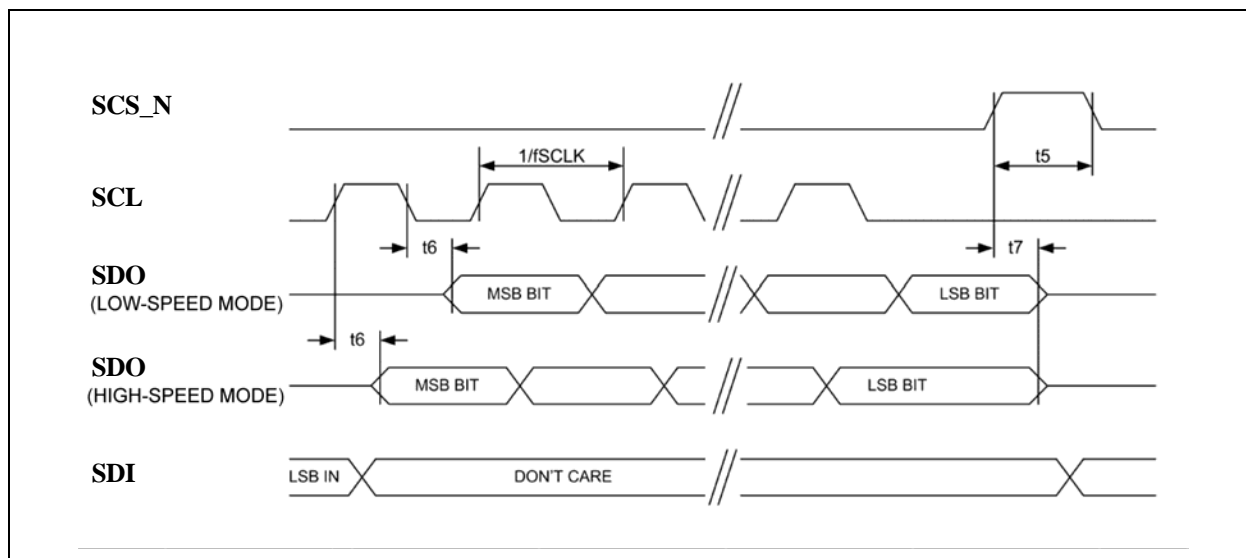 SCS_N
1/fSCLK
t5
SCL
t6
t7
SDO
(LOW-SPEED MODE)
MSB BIT
LSB BIT
t6
SDO
(HIGH-SPEED MODE)
MSB BIT
LSB BIT
SDI
LSB IN
DON'T CARE